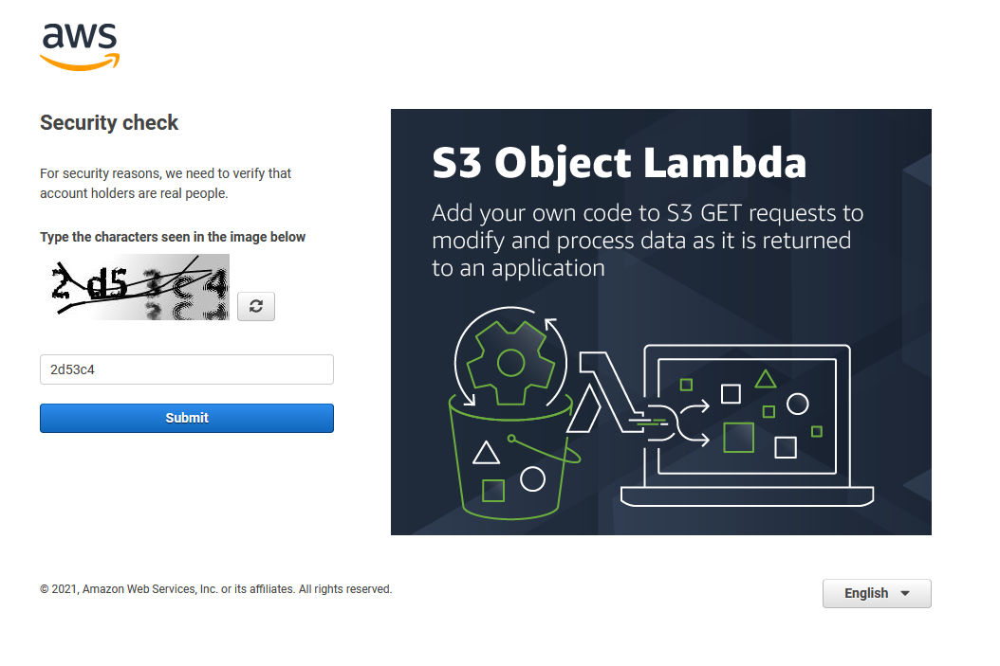 aws
Security check
For security reasons, we need to verify that
account holders are real people.
Type the characters seen in the image below
2d53c4
Submit
S3 Object Lambda
Add your own code to S3 GET requests to
modify and process data as it is returned
to an application
© 2021, Amazon Web Services, Inc. or its affiliates. All rights reserved.
English